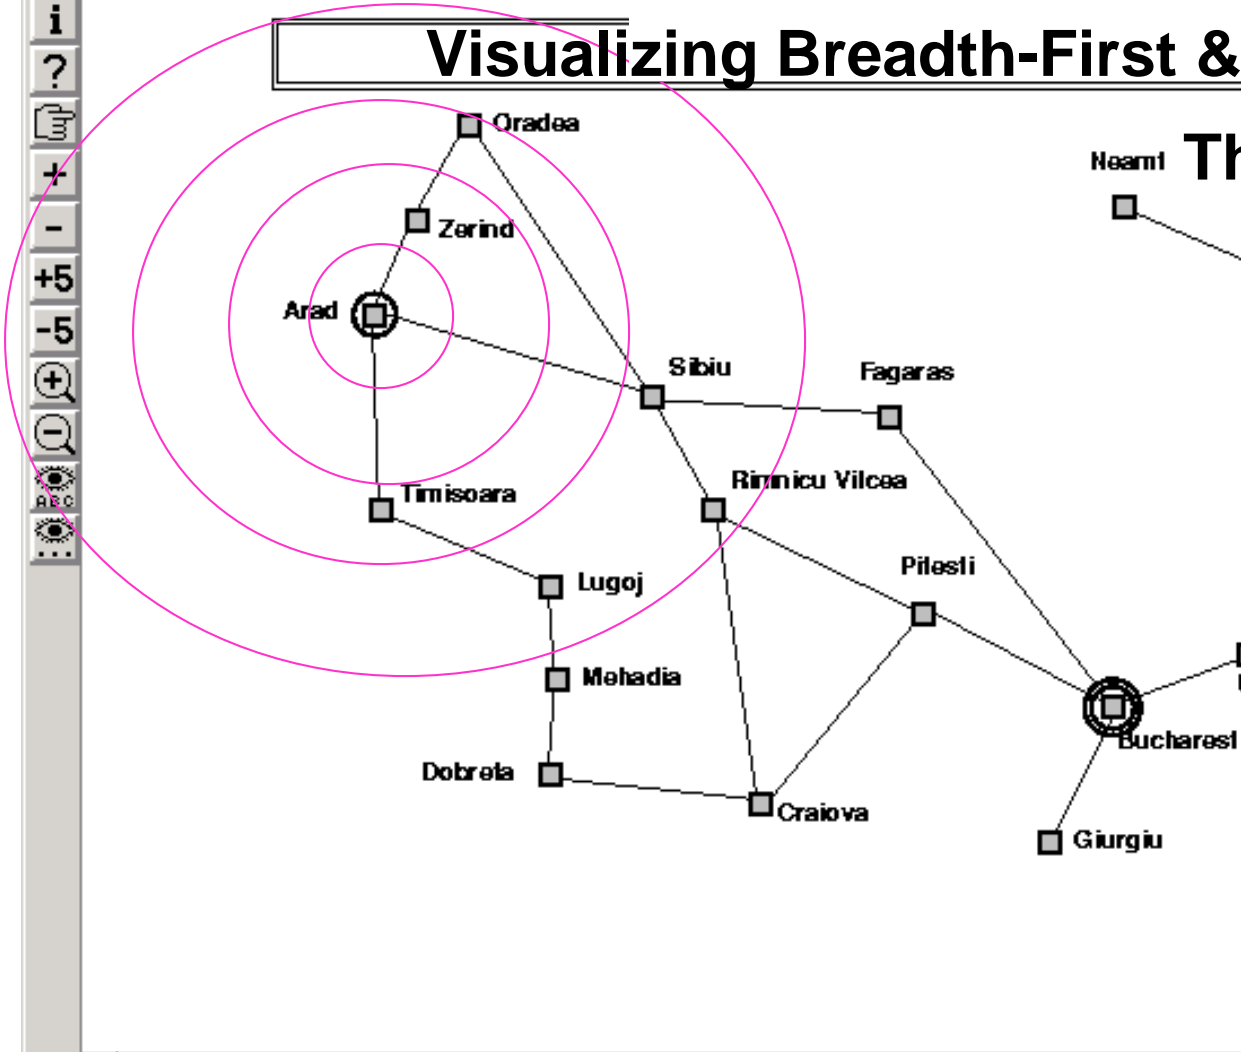 i
Visualizing Breadth-First &
?
Oradea
Th
Neamt
+
Zerind
-
+5
Arad
-5
Sibiu
Fagaras
+
-
Rimnicu Vilcea
ABC
Timisoara
Pitesti
Lugoj
Mehadia
Bucharest
Dobreta
Craiova
Giurgiu